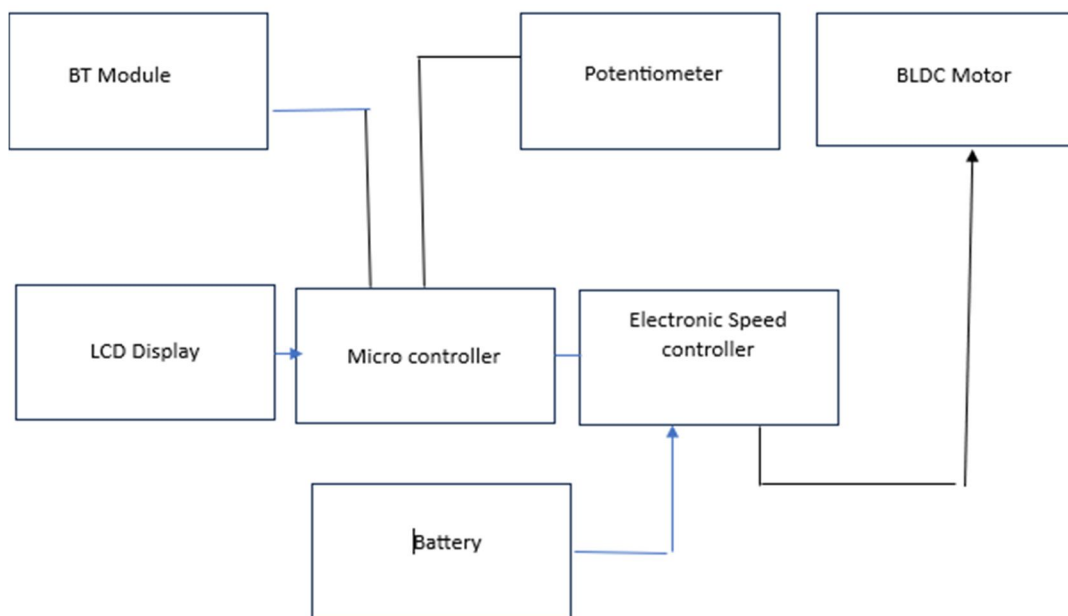 BT Module
Potentiometer
BLDC Motor
LCD Display
Micro controller
Electronic Speed
controller
Battery